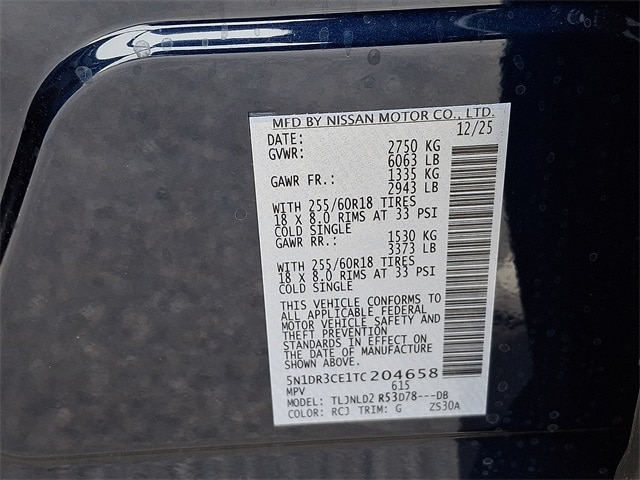 MFD BY NISSAN MOTOR CO., LTD.
DATE: 12/25
GVWR: 2750 KG
6063 LB
GAWR FR.: 1335 KG
2943 LB
WITH 255/60R18 TIRES
18 X 8.0 RIMS AT 33 PSI
COLD SINGLE
GAWR RR.: 1530 KG
3373 LB
WITH 255/60R18 TIRES
18 X 8.0 RIMS AT 33 PSI
COLD SINGLE
THIS VEHICLE CONFORMS TO
ALL APPLICABLE FEDERAL
MOTOR VEHICLE SAFETY AND
THEFT PREVENTION
STANDARDS IN EFFECT ON
THE DATE OF MANUFACTURE
SHOWN ABOVE.
5N1DR3CE1TC204658
MPV 615
MODEL: TLJNLD2 R53D78---DB
COLOR: RCJ TRIM: G ZS30A